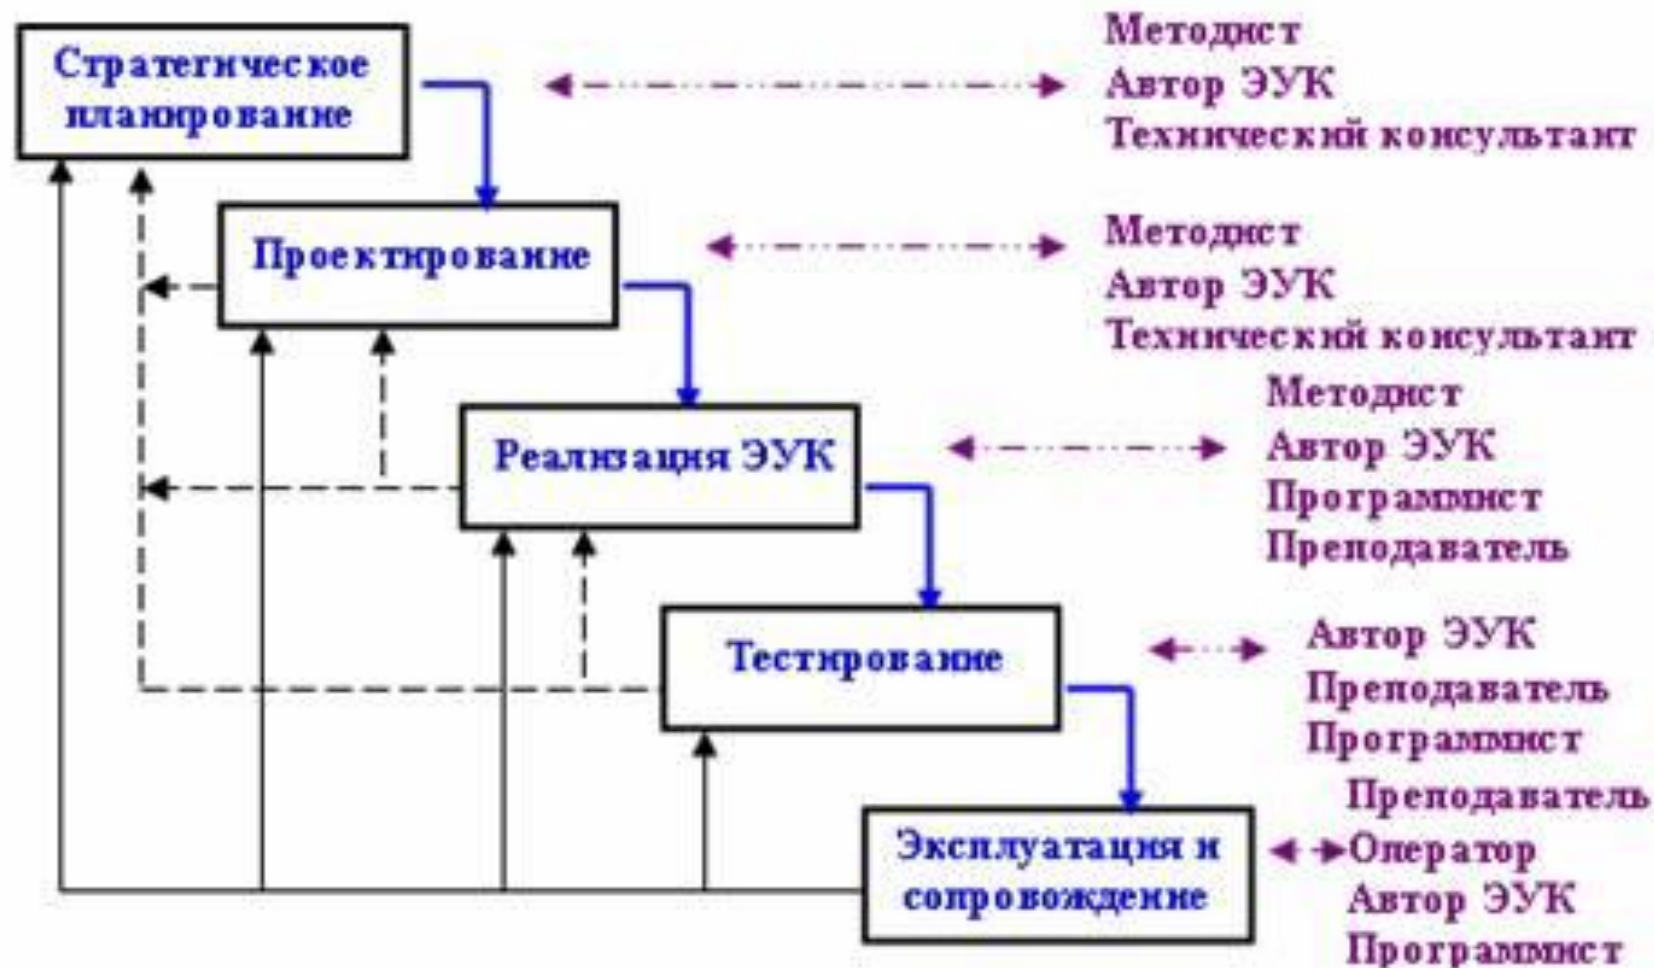 Стратегическое
планирование
Методист
Автор ЭУК
Технический консультант
Проектирование
Методист
Автор ЭУК
Технический консультант
Реализация ЭУК
Методист
Автор ЭУК
Программист
Преподаватель
Тестирование
Автор ЭУК
Преподаватель
Программист
Эксплуатация и
сопровождение
Преподаватель
Оператор
Автор ЭУК
Программист